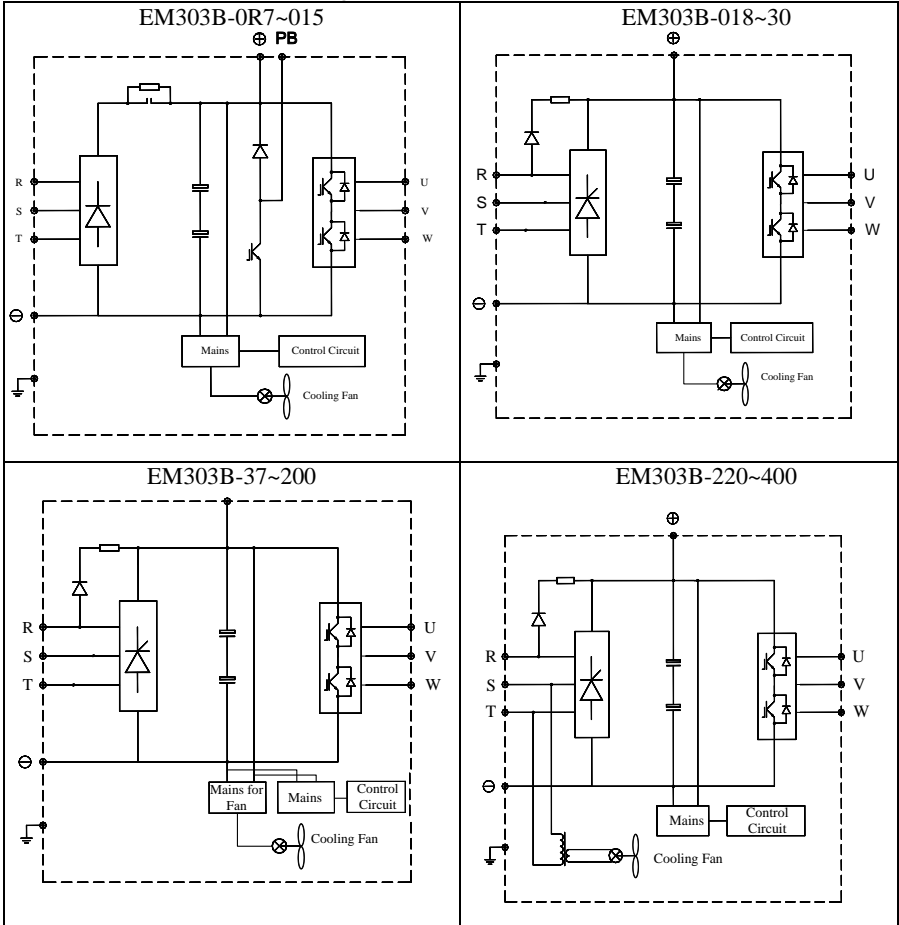 EM303B-0R7~015
⊕ PB
R
S
T
U
V
W
⊖
Mains
Control Circuit
Cooling Fan
EM303B-018~30
⊕
R
S
T
U
V
W
⊖
Mains
Control Circuit
Cooling Fan
EM303B-37~200
R
S
T
U
V
W
⊖
Mains for
Fan
Mains
Control
Circuit
Cooling Fan
EM303B-220~400
⊕
R
S
T
U
V
W
⊖
Mains
Control
Circuit
Cooling Fan